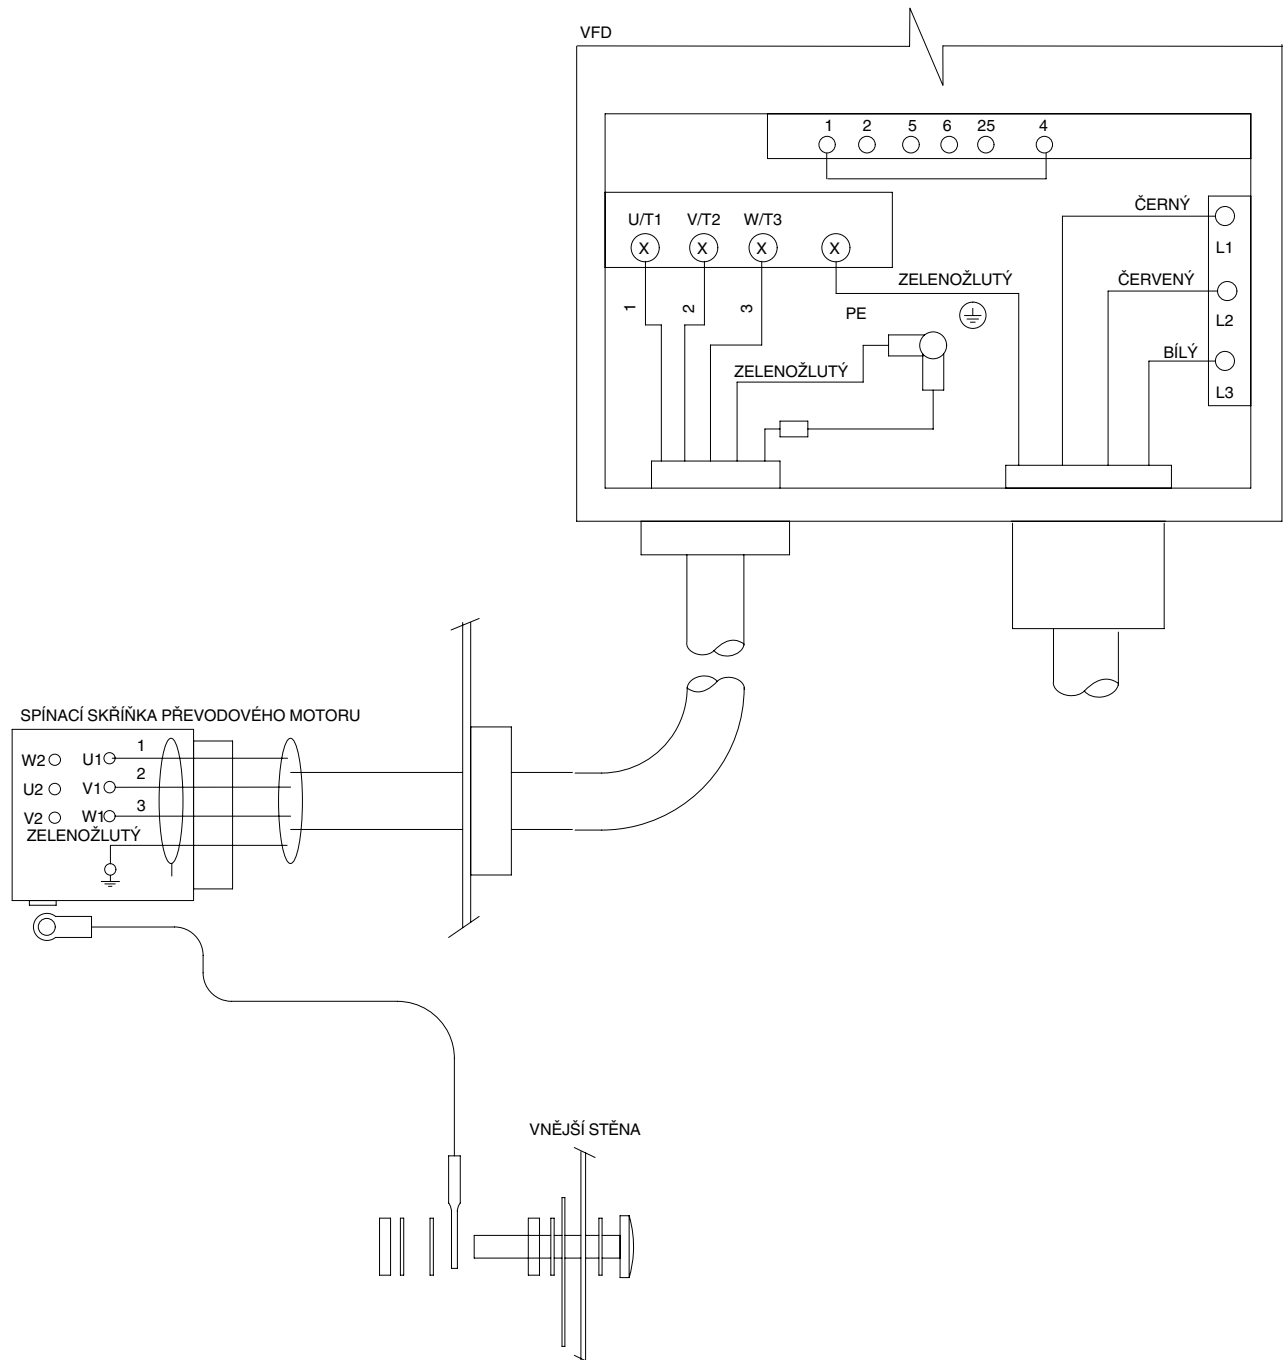 VFD
1 2 5 6 25 4
U/T1 V/T2 W/T3
X X X X
1 2 3
ZELENOŽLUTÝ
PE
ZELENOŽLUTÝ
ČERNÝ
L1
ČERVENÝ
L2
BÍLÝ
L3
SPÍNACÍ SKŘÍŇKA PŘEVODOVÉHO MOTORU
W2 U1 1
U2 V1 2
V2 W1 3
ZELENOŽLUTÝ
VNĚJŠÍ STĚNA